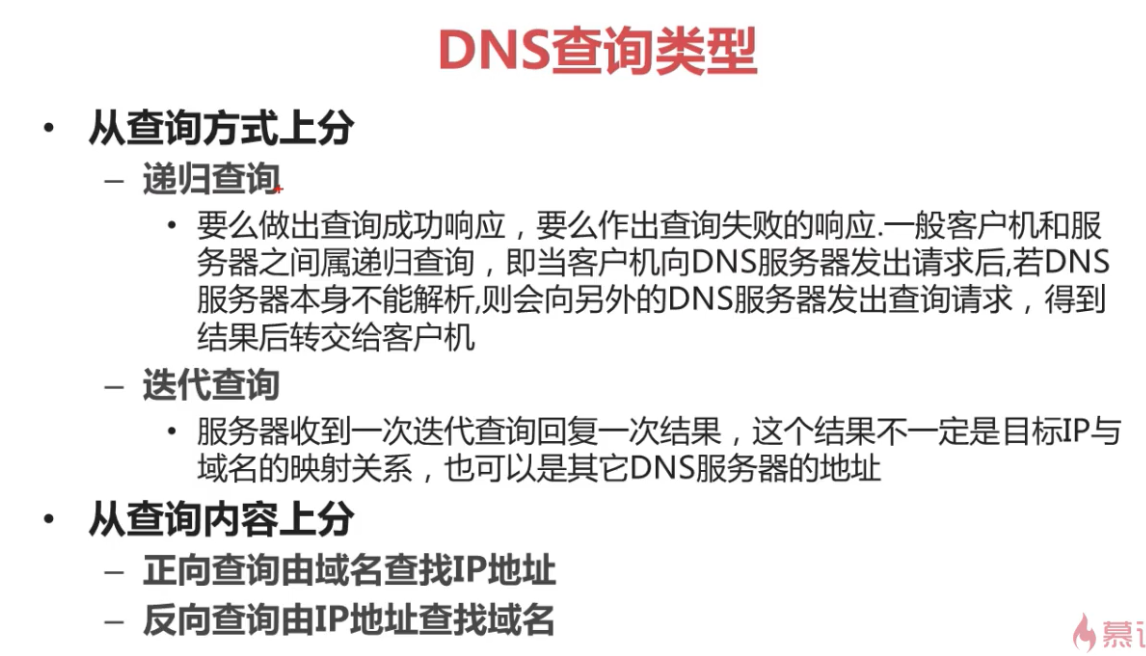 DNS查询类型
• 从查询方式上分
– 递归查询
• 要么做出查询成功响应，要么作出查询失败的响应.一般客户机和服
务器之间属递归查询，即当客户机向DNS服务器发出请求后,若DNS
服务器本身不能解析,则会向另外的DNS服务器发出查询请求，得到
结果后转交给客户机
– 迭代查询
• 服务器收到一次迭代查询回复一次结果，这个结果不一定是目标IP与
域名的映射关系，也可以是其它DNS服务器的地址
• 从查询内容上分
– 正向查询由域名查找IP地址
– 反向查询由IP地址查找域名
慕